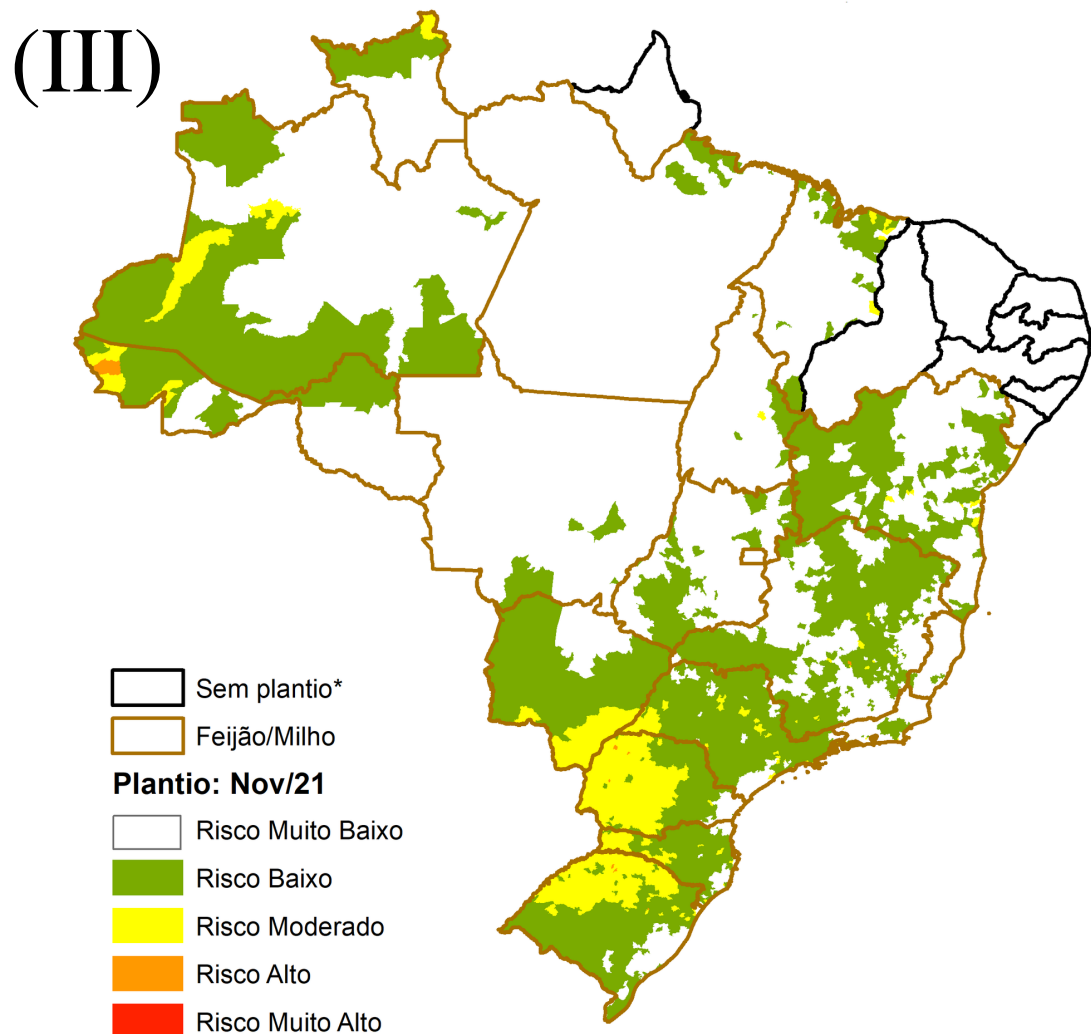 (III)
Sem plantio*
Feijão/Milho
Plantio: Nov/21
Risco Muito Baixo
Risco Baixo
Risco Moderado
Risco Alto
Risco Muito Alto